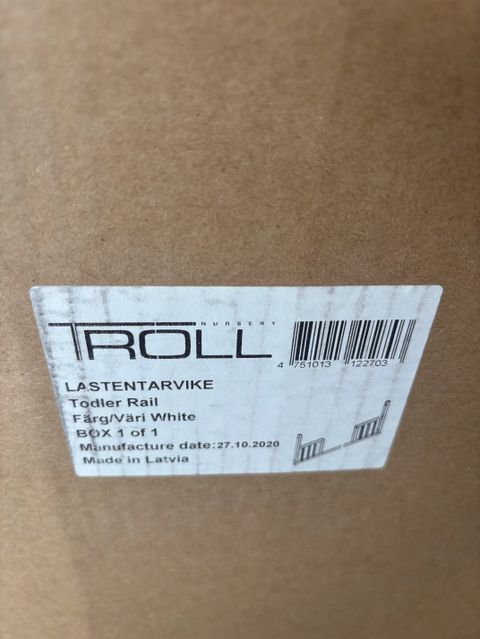 NURSERY
TROLL
4 751013 122703
LASTENTARVIKE
Todler Rail
Färg/Väri White
BOX 1 of 1
Manufacture date:27.10.2020
Made in Latvia